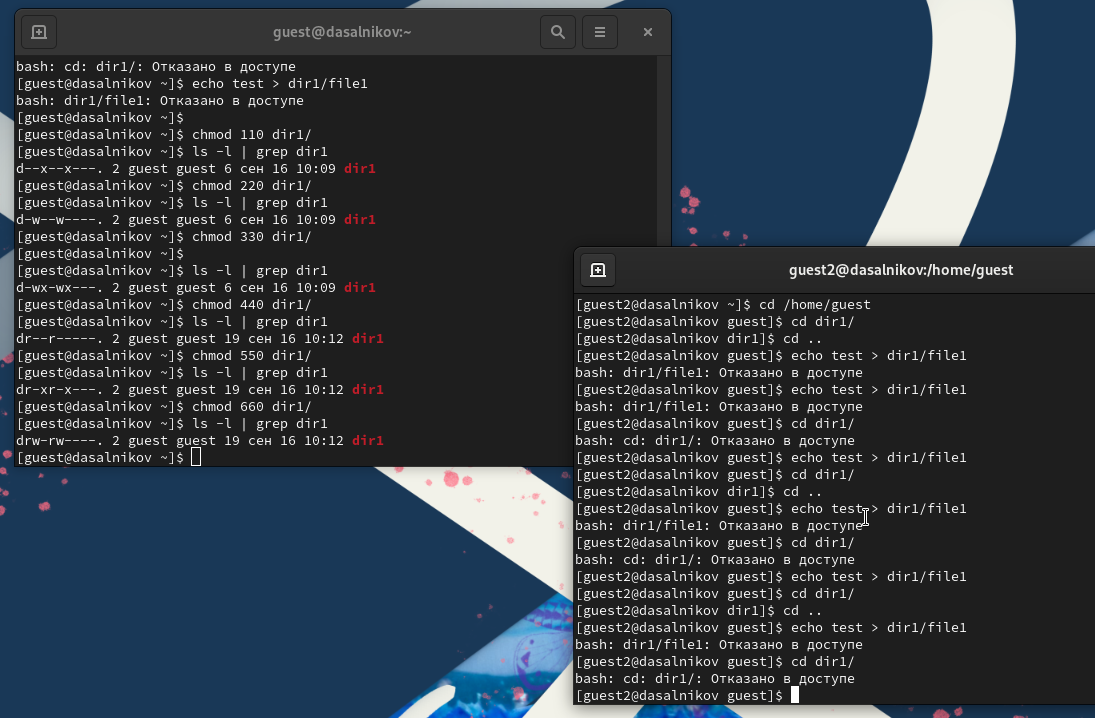 guest@dasalnikov:~
bash: cd: dir1/: Отказано в доступе
[guest@dasalnikov ~]$ echo test > dir1/file1
bash: dir1/file1: Отказано в доступе
[guest@dasalnikov ~]$
[guest@dasalnikov ~]$ chmod 110 dir1/
[guest@dasalnikov ~]$ ls -l | grep dir1
d--x--x---. 2 guest guest 6 сен 16 10:09 dir1
[guest@dasalnikov ~]$ chmod 220 dir1/
[guest@dasalnikov ~]$ ls -l | grep dir1
d-w--w----. 2 guest guest 6 сен 16 10:09 dir1
[guest@dasalnikov ~]$ chmod 330 dir1/
[guest@dasalnikov ~]$
[guest@dasalnikov ~]$ ls -l | grep dir1
d-wx-wx---. 2 guest guest 6 сен 16 10:09 dir1
[guest@dasalnikov ~]$ chmod 440 dir1/
[guest@dasalnikov ~]$ ls -l | grep dir1
dr--r-----. 2 guest guest 19 сен 16 10:12 dir1
[guest@dasalnikov ~]$ chmod 550 dir1/
[guest@dasalnikov ~]$ ls -l | grep dir1
dr-xr-x---. 2 guest guest 19 сен 16 10:12 dir1
[guest@dasalnikov ~]$ chmod 660 dir1/
[guest@dasalnikov ~]$ ls -l | grep dir1
drw-rw----. 2 guest guest 19 сен 16 10:12 dir1
[guest@dasalnikov ~]$
guest2@dasalnikov:/home/guest
[guest2@dasalnikov ~]$ cd /home/guest
[guest2@dasalnikov guest]$ cd dir1/
[guest2@dasalnikov dir1]$ cd ..
[guest2@dasalnikov guest]$ echo test > dir1/file1
bash: dir1/file1: Отказано в доступе
[guest2@dasalnikov guest]$ echo test > dir1/file1
bash: dir1/file1: Отказано в доступе
[guest2@dasalnikov guest]$ cd dir1/
bash: cd: dir1/: Отказано в доступе
[guest2@dasalnikov guest]$ echo test > dir1/file1
[guest2@dasalnikov guest]$ cd dir1/
[guest2@dasalnikov dir1]$ cd ..
[guest2@dasalnikov guest]$ echo test > dir1/file1
bash: dir1/file1: Отказано в доступе
[guest2@dasalnikov guest]$ cd dir1/
bash: cd: dir1/: Отказано в доступе
[guest2@dasalnikov guest]$ echo test > dir1/file1
[guest2@dasalnikov guest]$ cd dir1/
[guest2@dasalnikov dir1]$ cd ..
[guest2@dasalnikov guest]$ echo test > dir1/file1
bash: dir1/file1: Отказано в доступе
[guest2@dasalnikov guest]$ cd dir1/
bash: cd: dir1/: Отказано в доступе
[guest2@dasalnikov guest]$